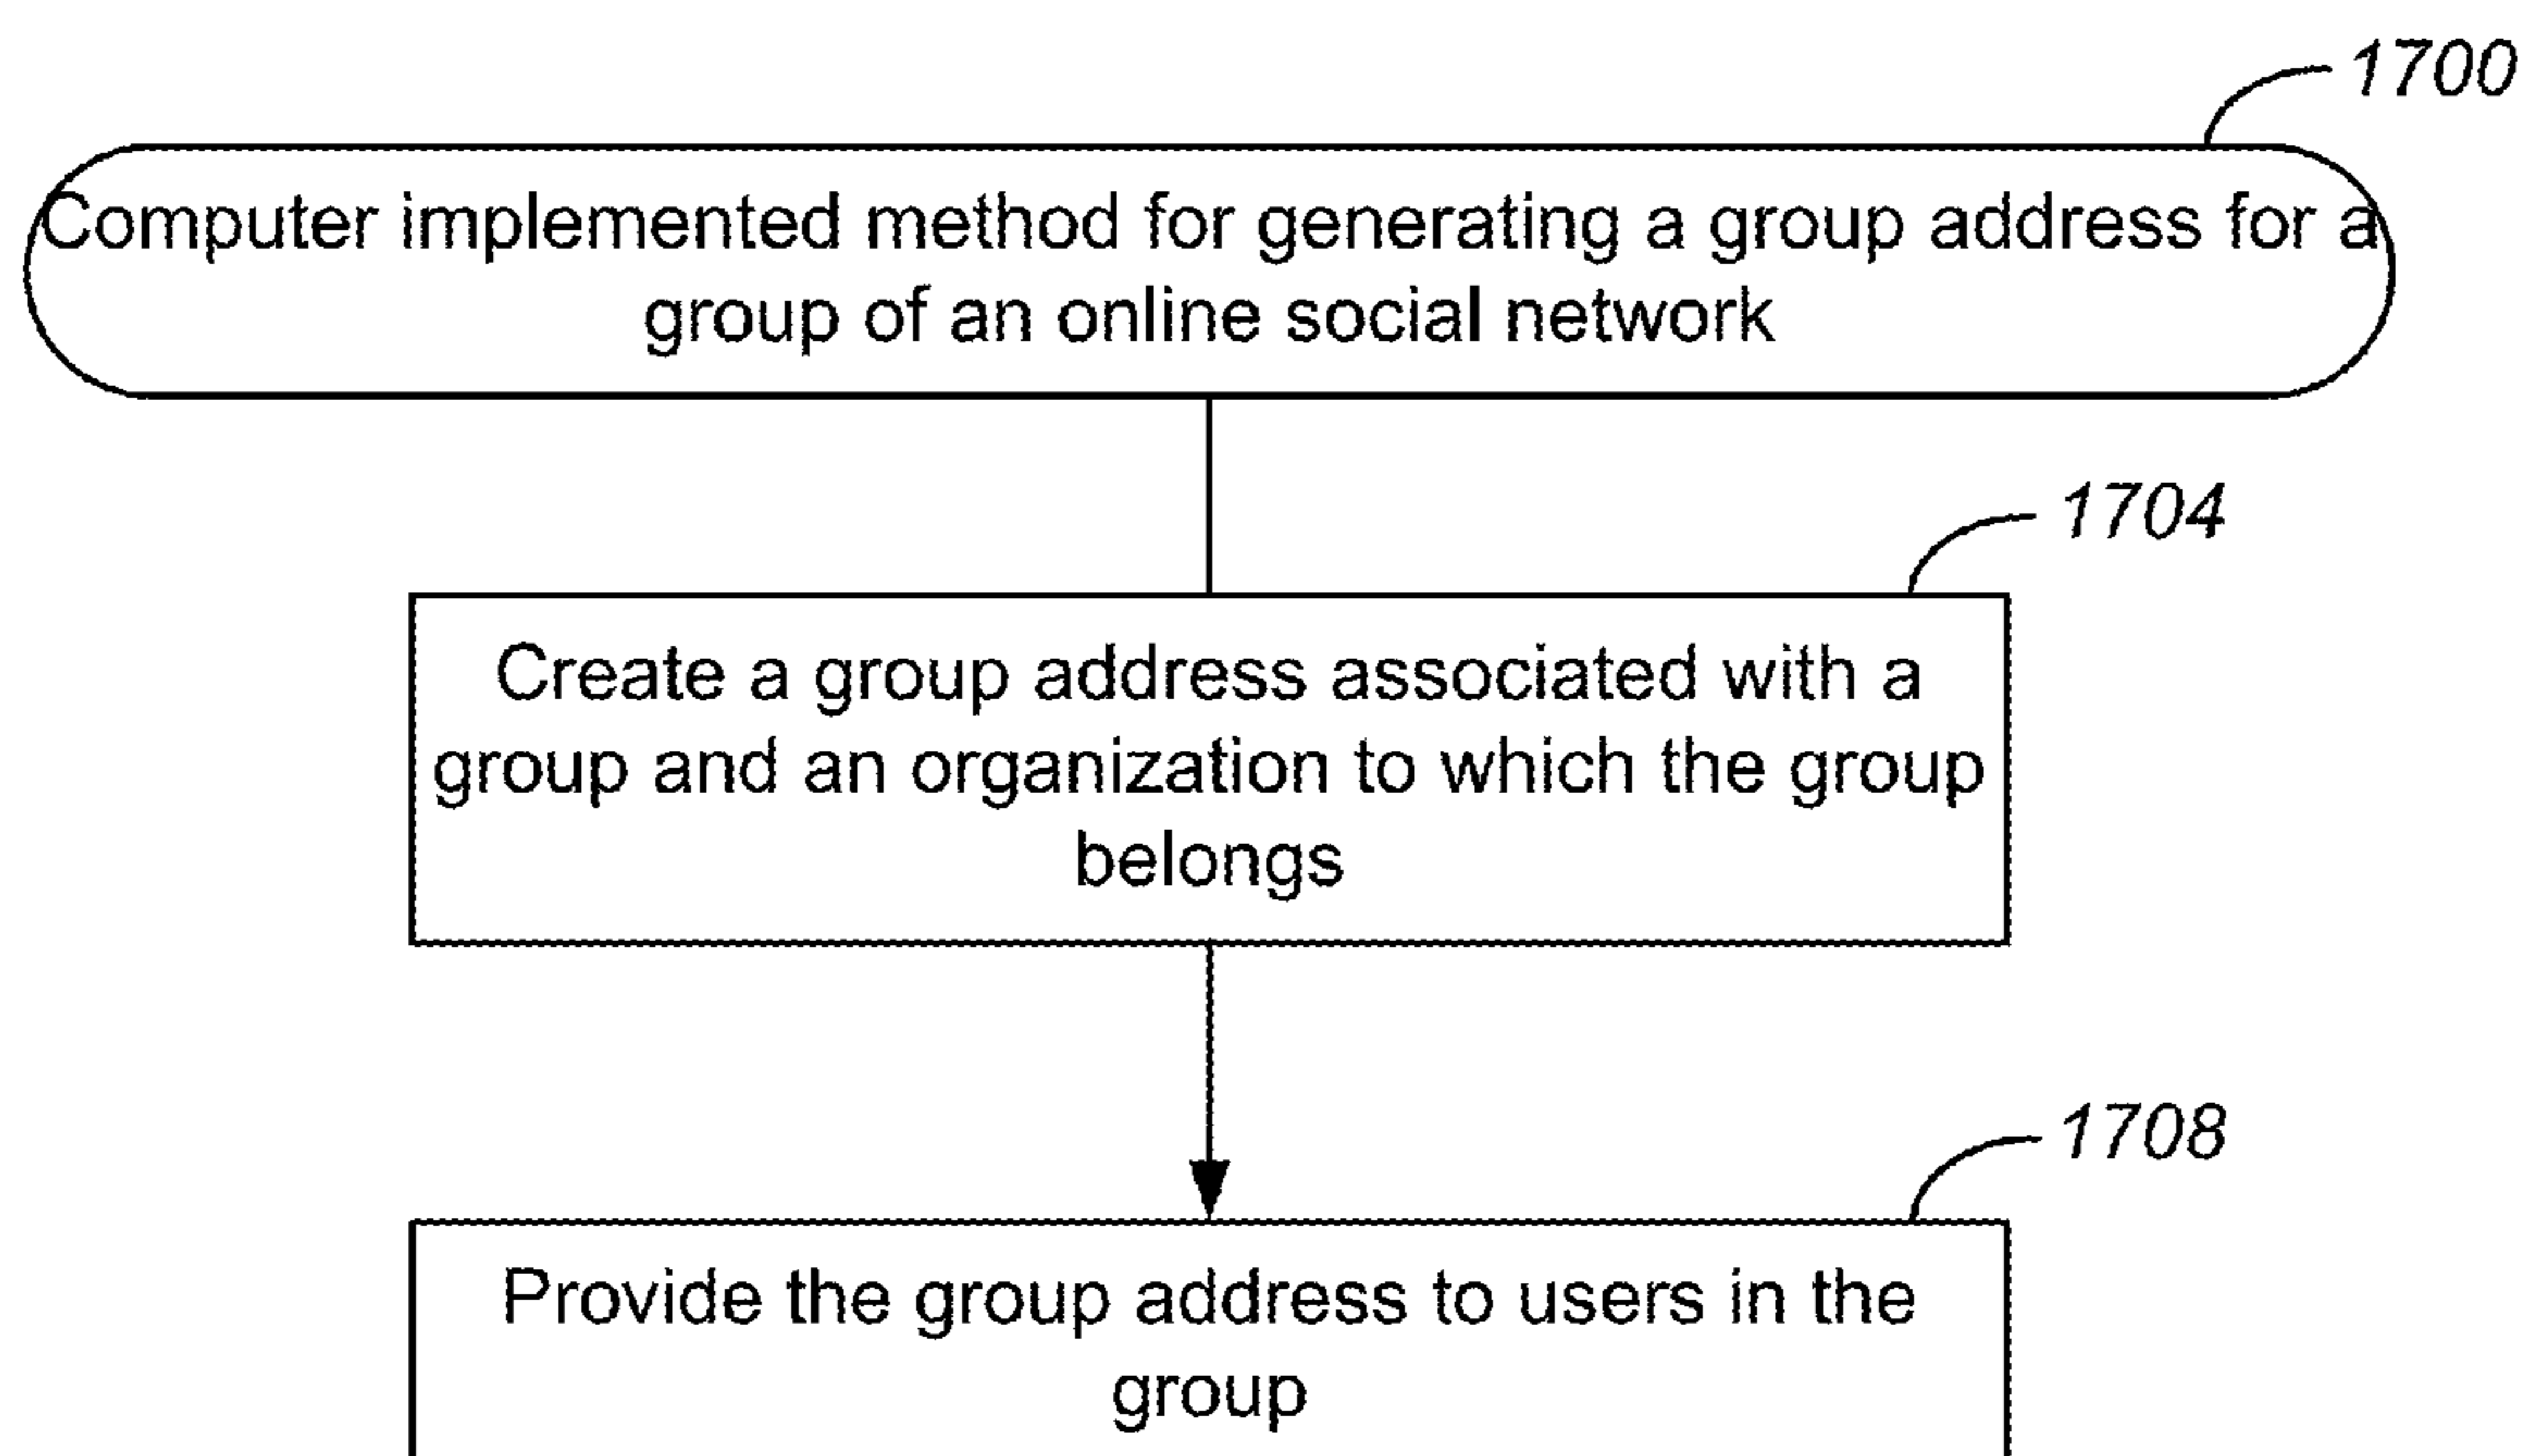 1700
Computer implemented method for generating a group address for a
group of an online social network
1704
Create a group address associated with a
group and an organization to which the group
belongs
1708
Provide the group address to users in the
group